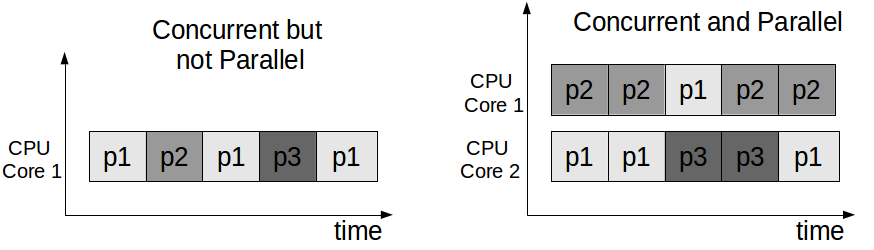 Concurrent but
not Parallel
CPU
Core 1
p1 p2 p1 p3 p1
time
Concurrent and Parallel
CPU
Core 1
p2 p2 p1 p2 p2
CPU
Core 2
p1 p1 p3 p3 p1
time